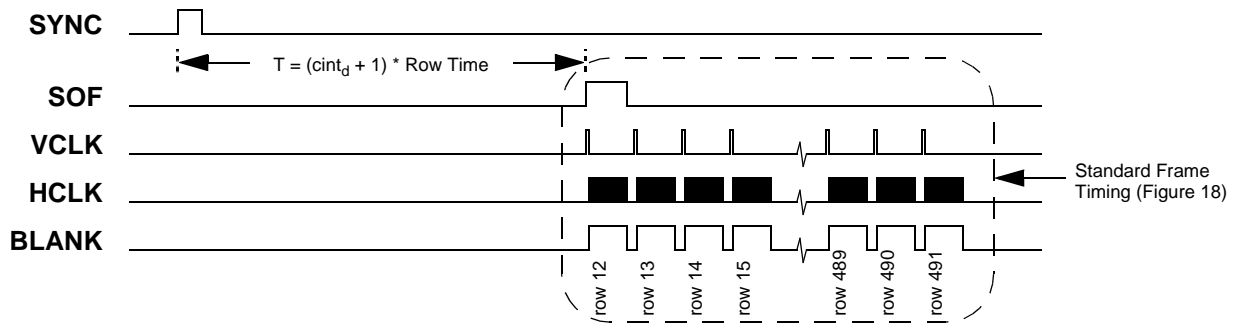 SYNC
T = (cint_d + 1) * Row Time
SOF
VCLK
HCLK
BLANK
row 12
row 13
row 14
row 15
row 489
row 490
row 491
Standard Frame
Timing (Figure 18)